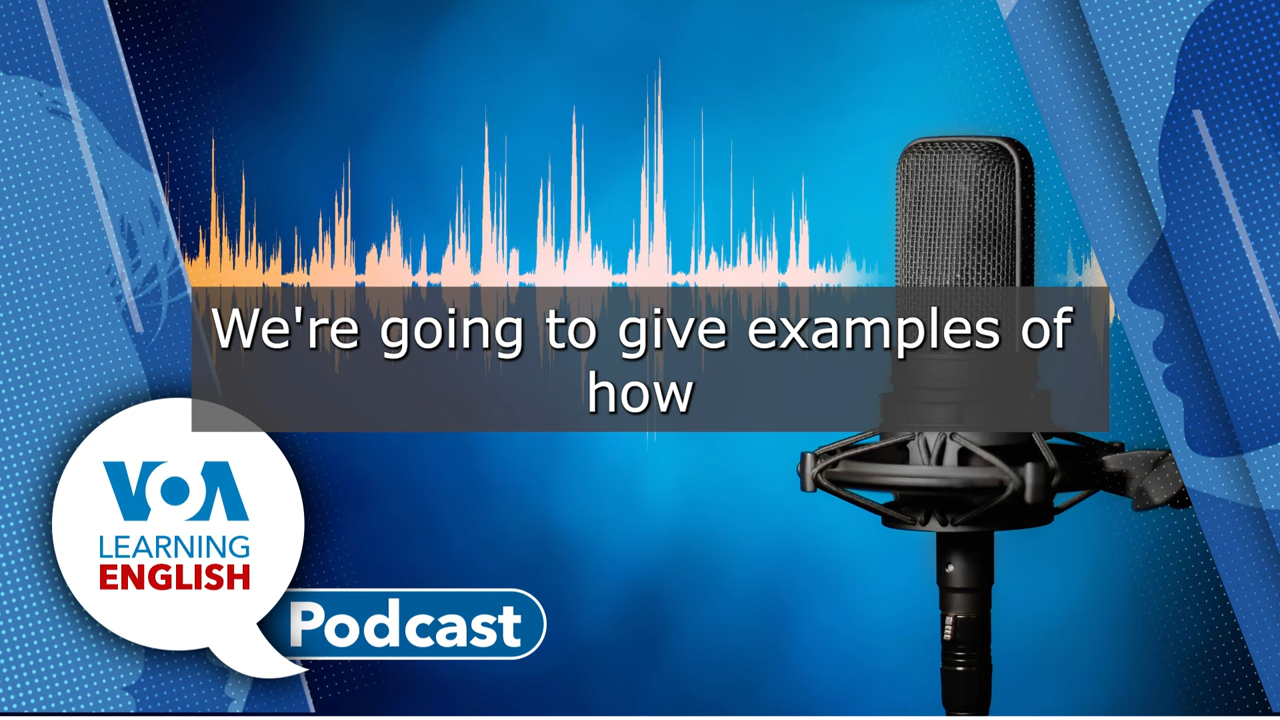 We're going to give examples of
how
VOA
LEARNING
ENGLISH
Podcast